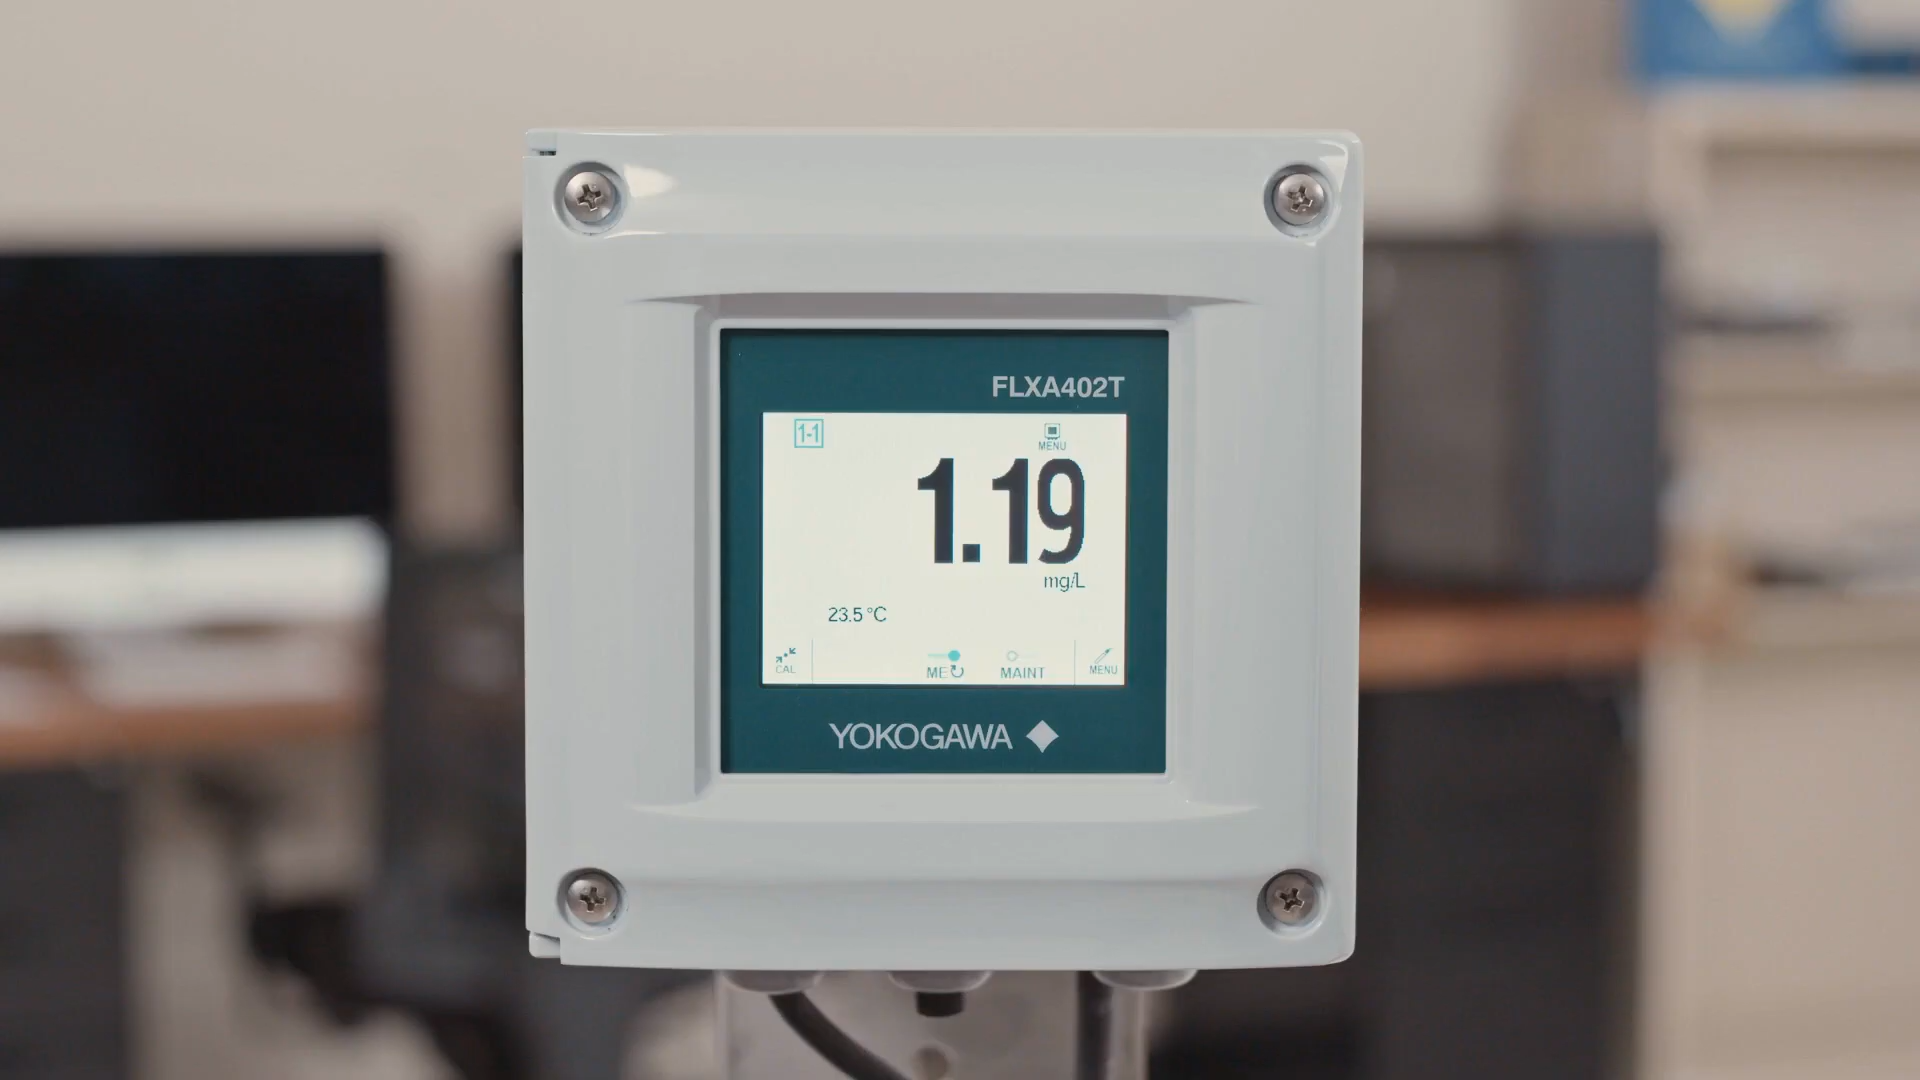 FLXA402T
1-1
MENU
1.19
mg/L
23.5 °C
CAL
MAINT
MENU
YOKOGAWA